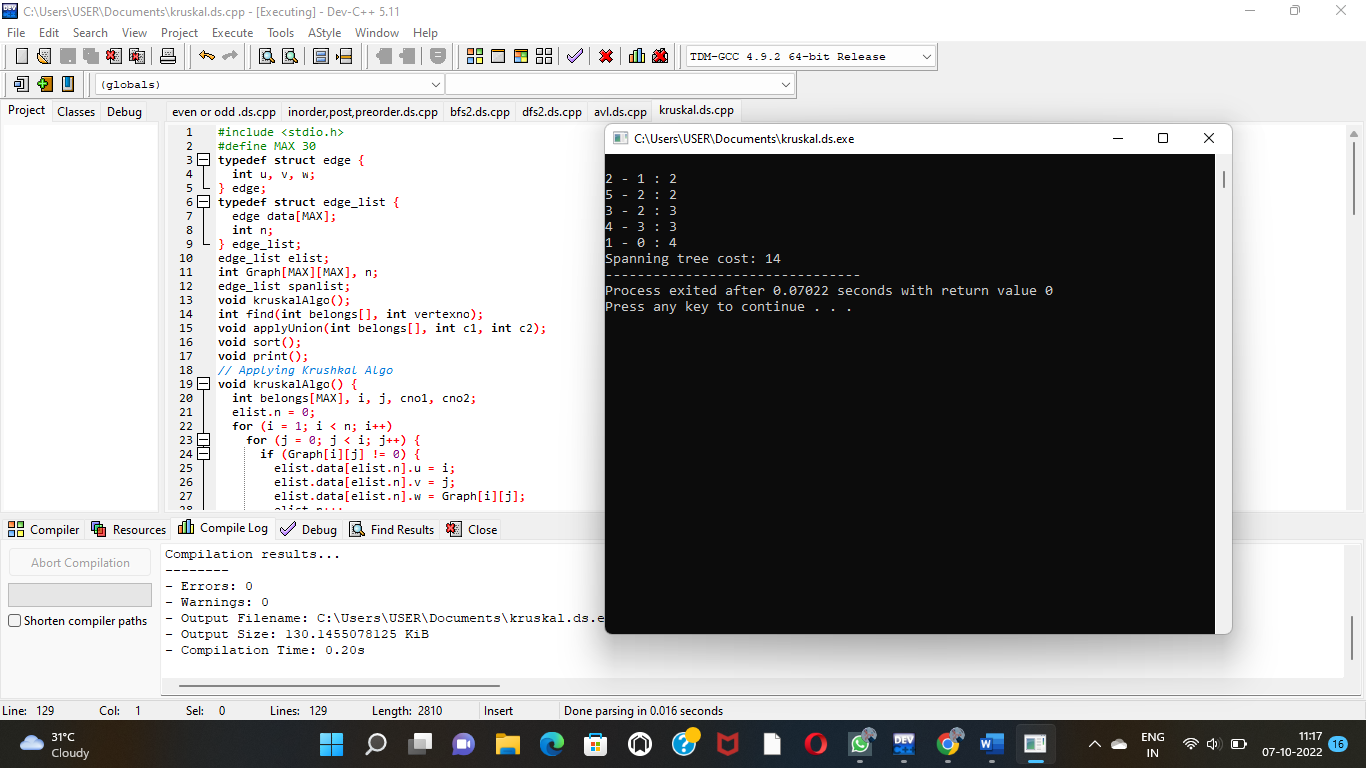 C:\Users\USER\Documents\kruskal.ds.cpp - [Executing] - Dev-C++ 5.11
File Edit Search View Project Execute Tools AStyle Window Help
TDM-GCC 4.9.2 64-bit Release
(globals)
Project Classes Debug
even or odd .ds.cpp inorder,post,preorder.ds.cpp bfs2.ds.cpp dfs2.ds.cpp avl.ds.cpp kruskal.ds.cpp
1 #include <stdio.h>
2 #define MAX 30
3 typedef struct edge {
4 int u, v, w;
5 } edge;
6 typedef struct edge_list {
7 edge data[MAX];
8 int n;
9 } edge_list;
10 edge_list elist;
11 int Graph[MAX][MAX], n;
12 edge_list spanlist;
13 void kruskalAlgo();
14 int find(int belongs[], int vertexno);
15 void applyUnion(int belongs[], int c1, int c2);
16 void sort();
17 void print();
18 // Applying Krushkal Algo
19 void kruskalAlgo() {
20 int belongs[MAX], i, j, cno1, cno2;
21 elist.n = 0;
22 for (i = 1; i < n; i++)
23 for (j = 0; j < i; j++) {
24 if (Graph[i][j] != 0) {
25 elist.data[elist.n].u = i;
26 elist.data[elist.n].v = j;
27 elist.data[elist.n].w = Graph[i][j];
28 elist.n++;
C:\Users\USER\Documents\kruskal.ds.exe
2 - 1 : 2
5 - 2 : 2
3 - 2 : 3
4 - 3 : 3
1 - 0 : 4
Spanning tree cost: 14
--------------------------------
Process exited after 0.07022 seconds with return value 0
Press any key to continue . . .
Compiler Resources Compile Log Debug Find Results Close
Abort Compilation
Shorten compiler paths
Compilation results...
--------
- Errors: 0
- Warnings: 0
- Output Filename: C:\Users\USER\Documents\kruskal.ds.e
- Output Size: 130.1455078125 KiB
- Compilation Time: 0.20s
Line: 129 Col: 1 Sel: 0 Lines: 129 Length: 2810 Insert Done parsing in 0.016 seconds
31°C
Cloudy
DEV
ENG
IN
11:17
07-10-2022
16